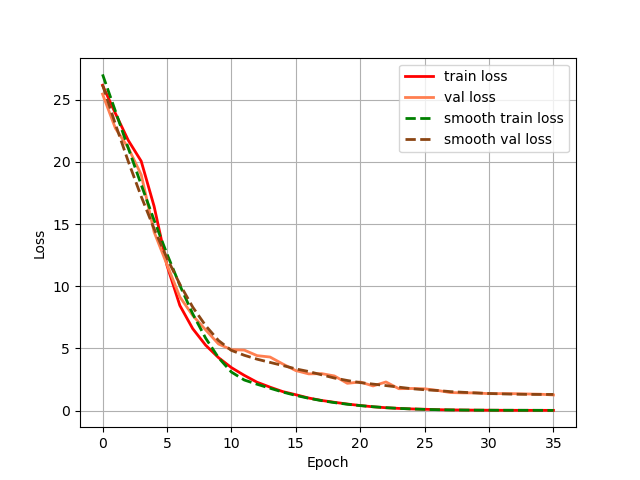 train loss
val loss
smooth train loss
smooth val loss
Loss
25
20
15
10
5
0
0 5 10 15 20 25 30 35
Epoch